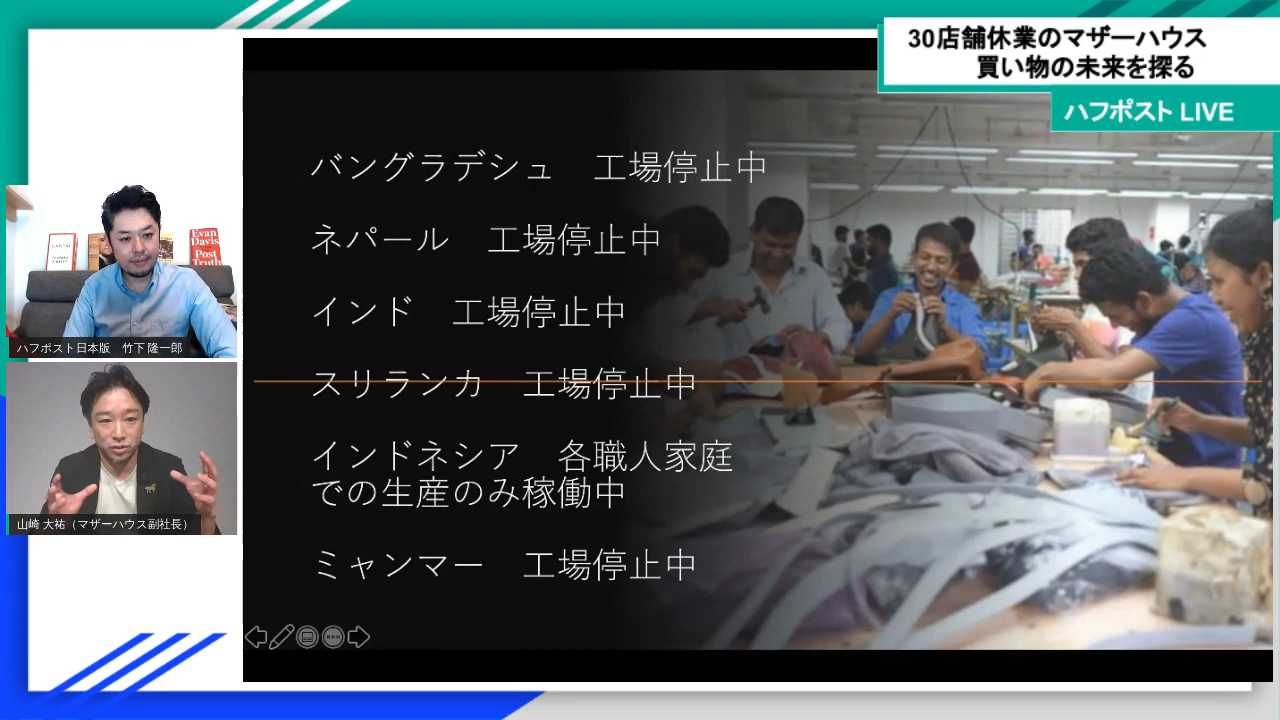 30店舗休業のマザーハウス
買い物の未来を探る
ハフポスト LIVE
バングラデシュ 工場停止中
ネパール 工場停止中
インド 工場停止中
スリランカ 工場停止中
インドネシア 各職人家庭
での生産のみ稼働中
ミャンマー 工場停止中
CAPITAL
Evan
Davis
Post
Truth
ハフポスト日本版 竹下 隆一郎
山崎 大祐（マザーハウス副社長）